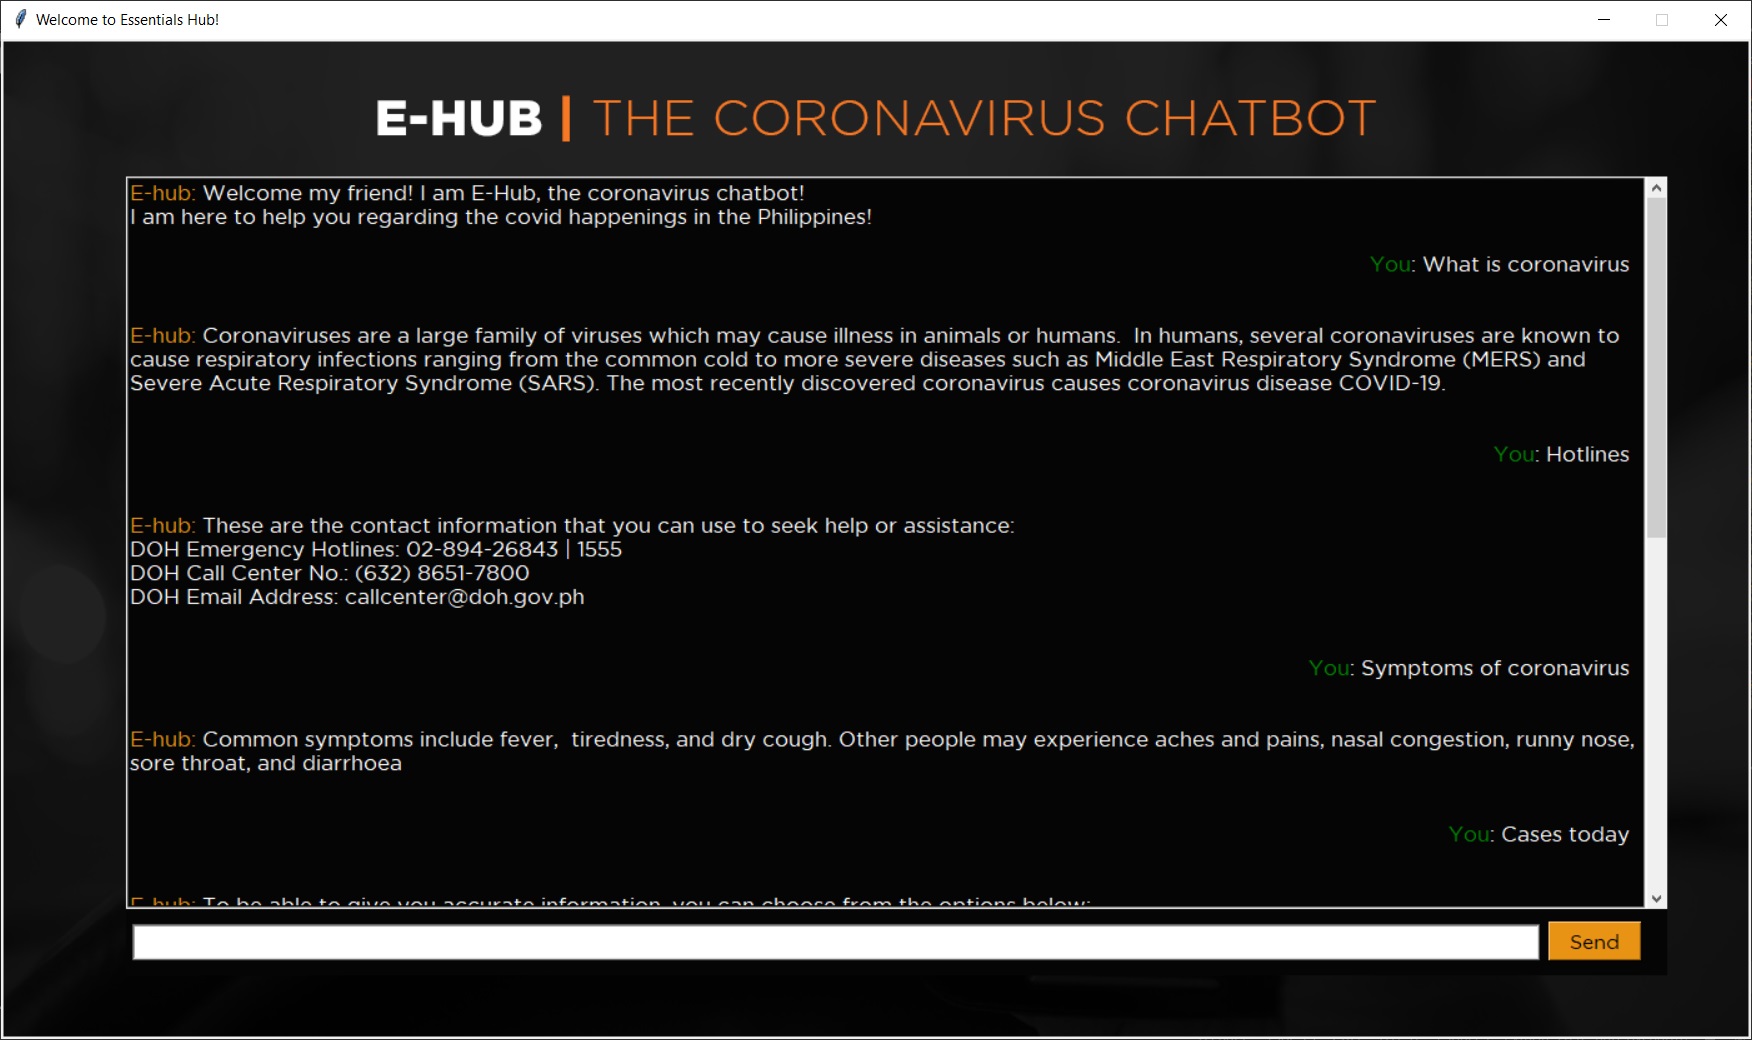 Welcome to Essentials Hub!
E-HUB | THE CORONAVIRUS CHATBOT
E-hub: Welcome my friend! I am E-Hub, the coronavirus chatbot!
I am here to help you regarding the covid happenings in the Philippines!
You: What is coronavirus
E-hub: Coronaviruses are a large family of viruses which may cause illness in animals or humans.  In humans, several coronaviruses are known to
cause respiratory infections ranging from the common cold to more severe diseases such as Middle East Respiratory Syndrome (MERS) and
Severe Acute Respiratory Syndrome (SARS). The most recently discovered coronavirus causes coronavirus disease COVID-19.
You: Hotlines
E-hub: These are the contact information that you can use to seek help or assistance:
DOH Emergency Hotlines: 02-894-26843 | 1555
DOH Call Center No.: (632) 8651-7800
DOH Email Address: callcenter@doh.gov.ph
You: Symptoms of coronavirus
E-hub: Common symptoms include fever,  tiredness, and dry cough. Other people may experience aches and pains, nasal congestion, runny nose,
sore throat, and diarrhoea
You: Cases today
E-hub: To be able to give you accurate information, you can choose from the options below:
Send